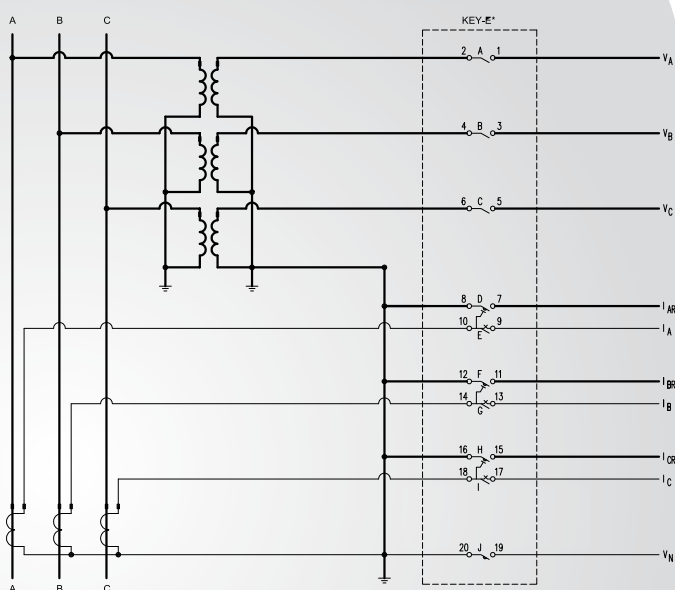 A B C KEY-E*
2 A 1 VA
4 B 3 VB
6 C 5 VC
8 D 7 IAR
10 E 9 IA
12 F 11 IBR
14 G 13 IB
16 H 15 ICR
18 I 17 IC
20 J 19 VN
A B C